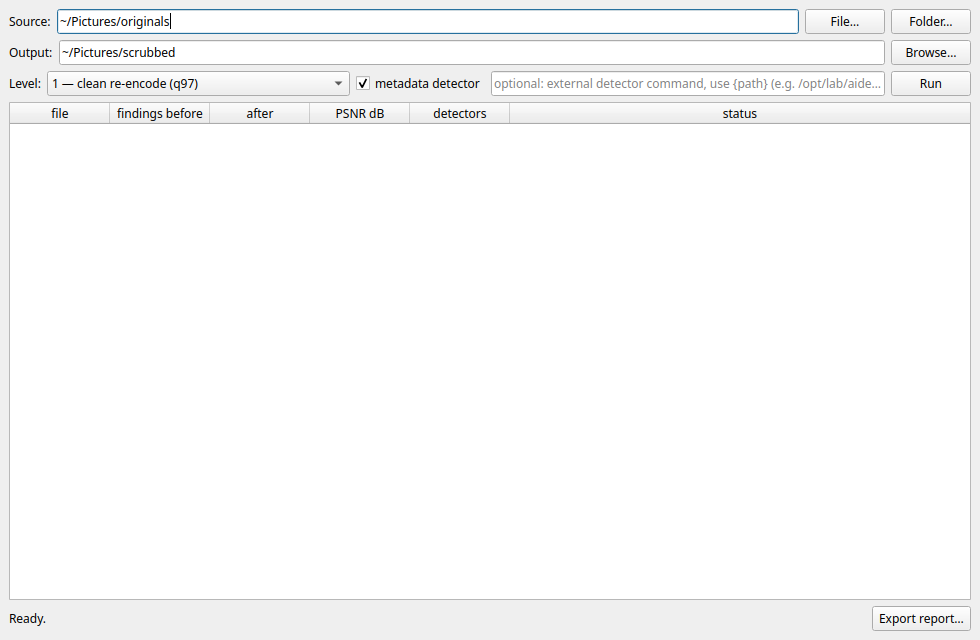 Source: ~/Pictures/originals File... Folder...
Output: ~/Pictures/scrubbed Browse...
Level: 1 — clean re-encode (q97) metadata detector optional: external detector command, use {path} (e.g. /opt/lab/aide... Run
file findings before after PSNR dB detectors status
Ready. Export report...